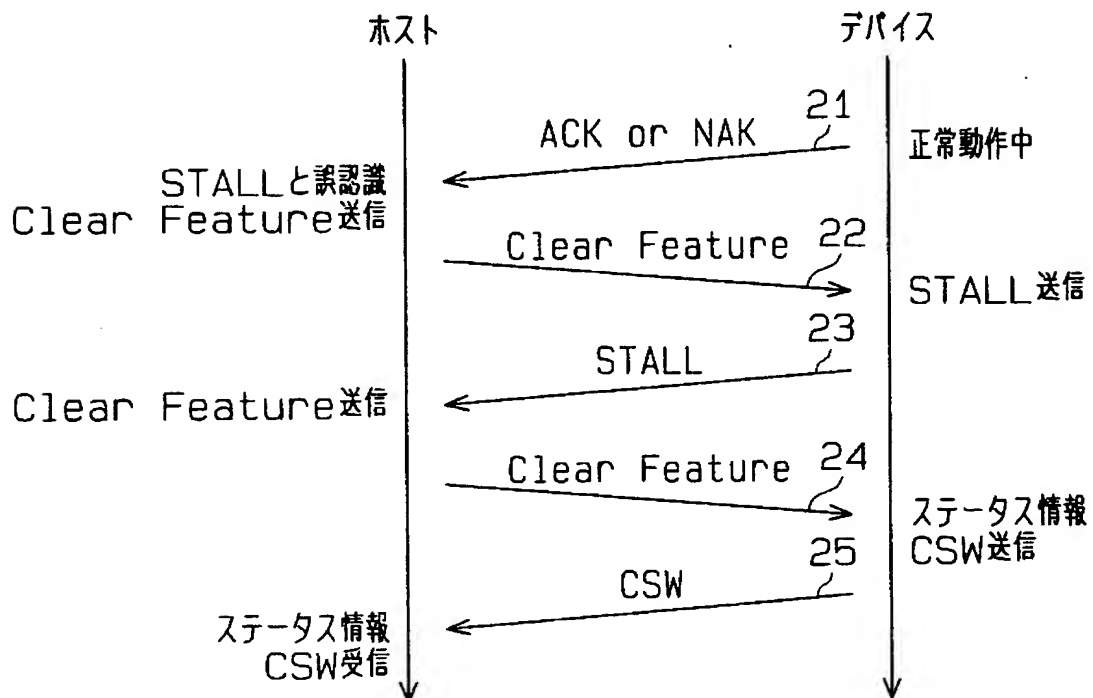 ホスト
デバイス
21
ACK or NAK
正常動作中
STALLと誤認識
Clear Feature送信
Clear Feature
22
STALL送信
23
STALL
Clear Feature送信
Clear Feature
24
ステータス情報
CSW送信
25
CSW
ステータス情報
CSW受信